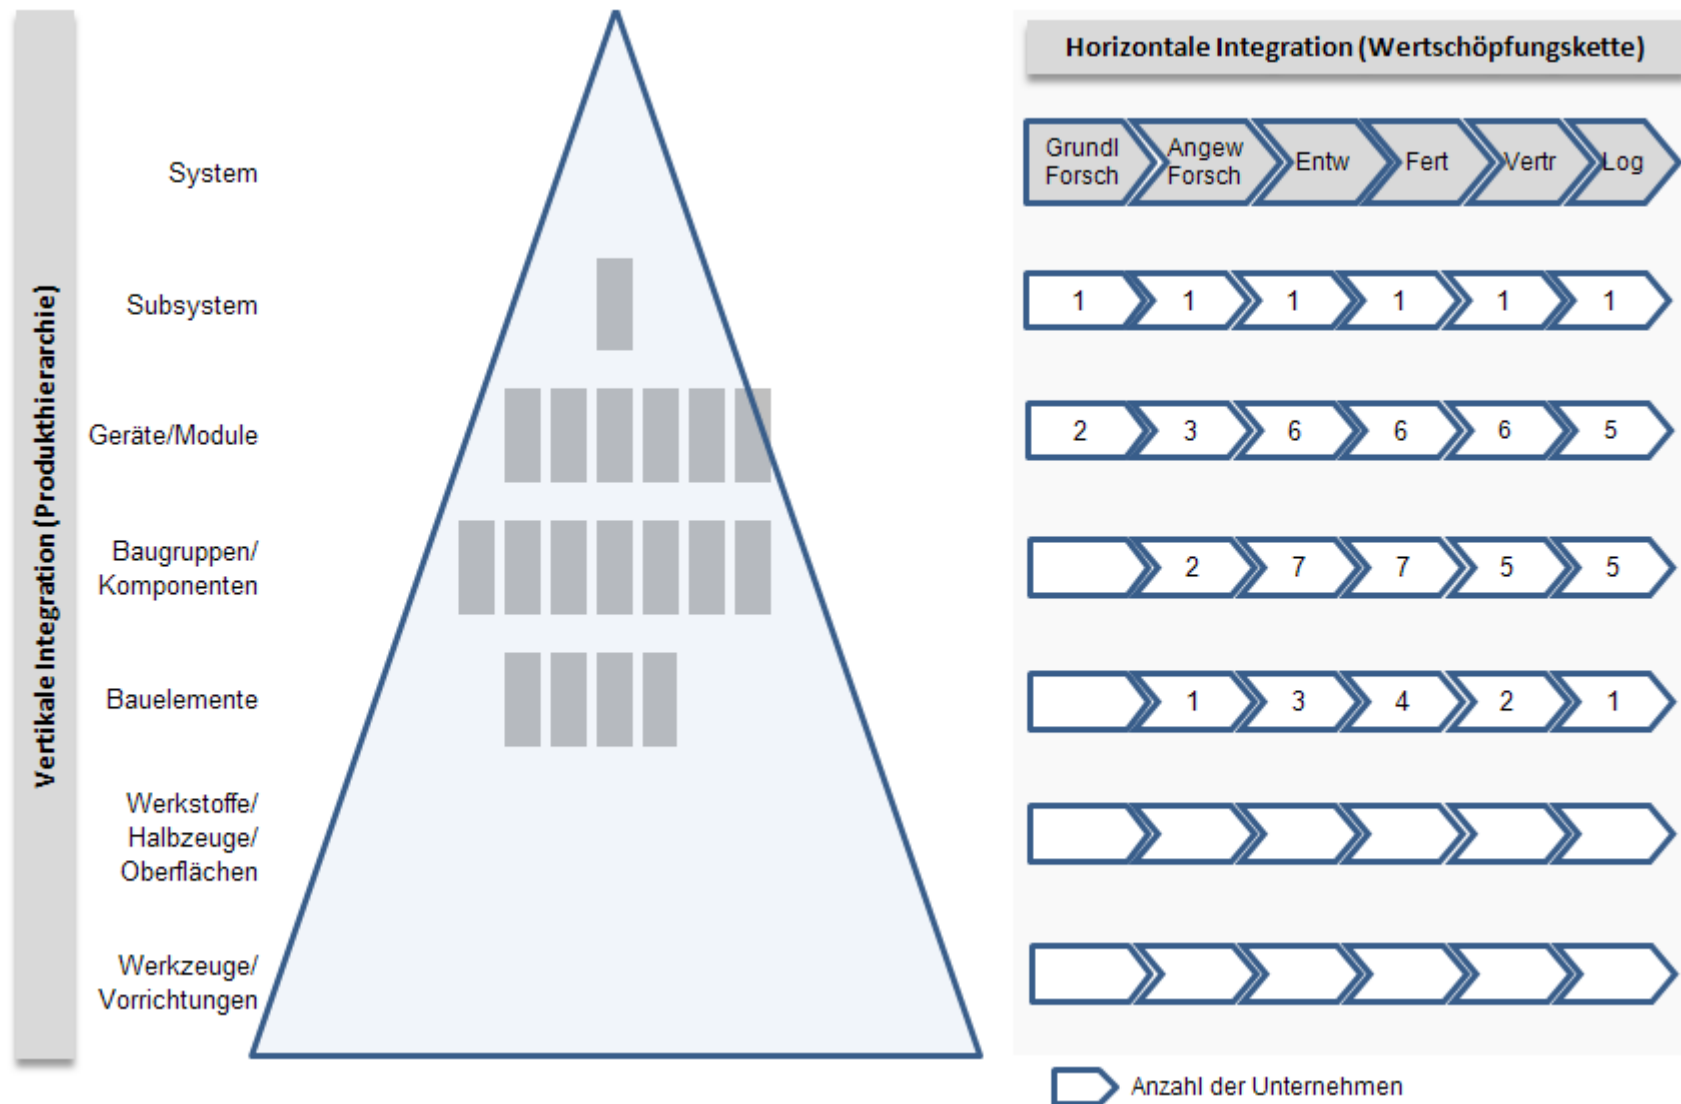 Horizontale Integration (Wertschöpfungskette)
Vertikale Integration (Produkthierarchie)
System
Grundl
Forsch
Angew
Forsch
Entw
Fert
Vertr
Log
Subsystem
1 1 1 1 1 1
Geräte/Module
2 3 6 6 6 5
Baugruppen/
Komponenten
2 7 7 5 5
Bauelemente
1 3 4 2 1
Werkstoffe/
Halbzeuge/
Oberflächen
Werkzeuge/
Vorrichtungen
Anzahl der Unternehmen